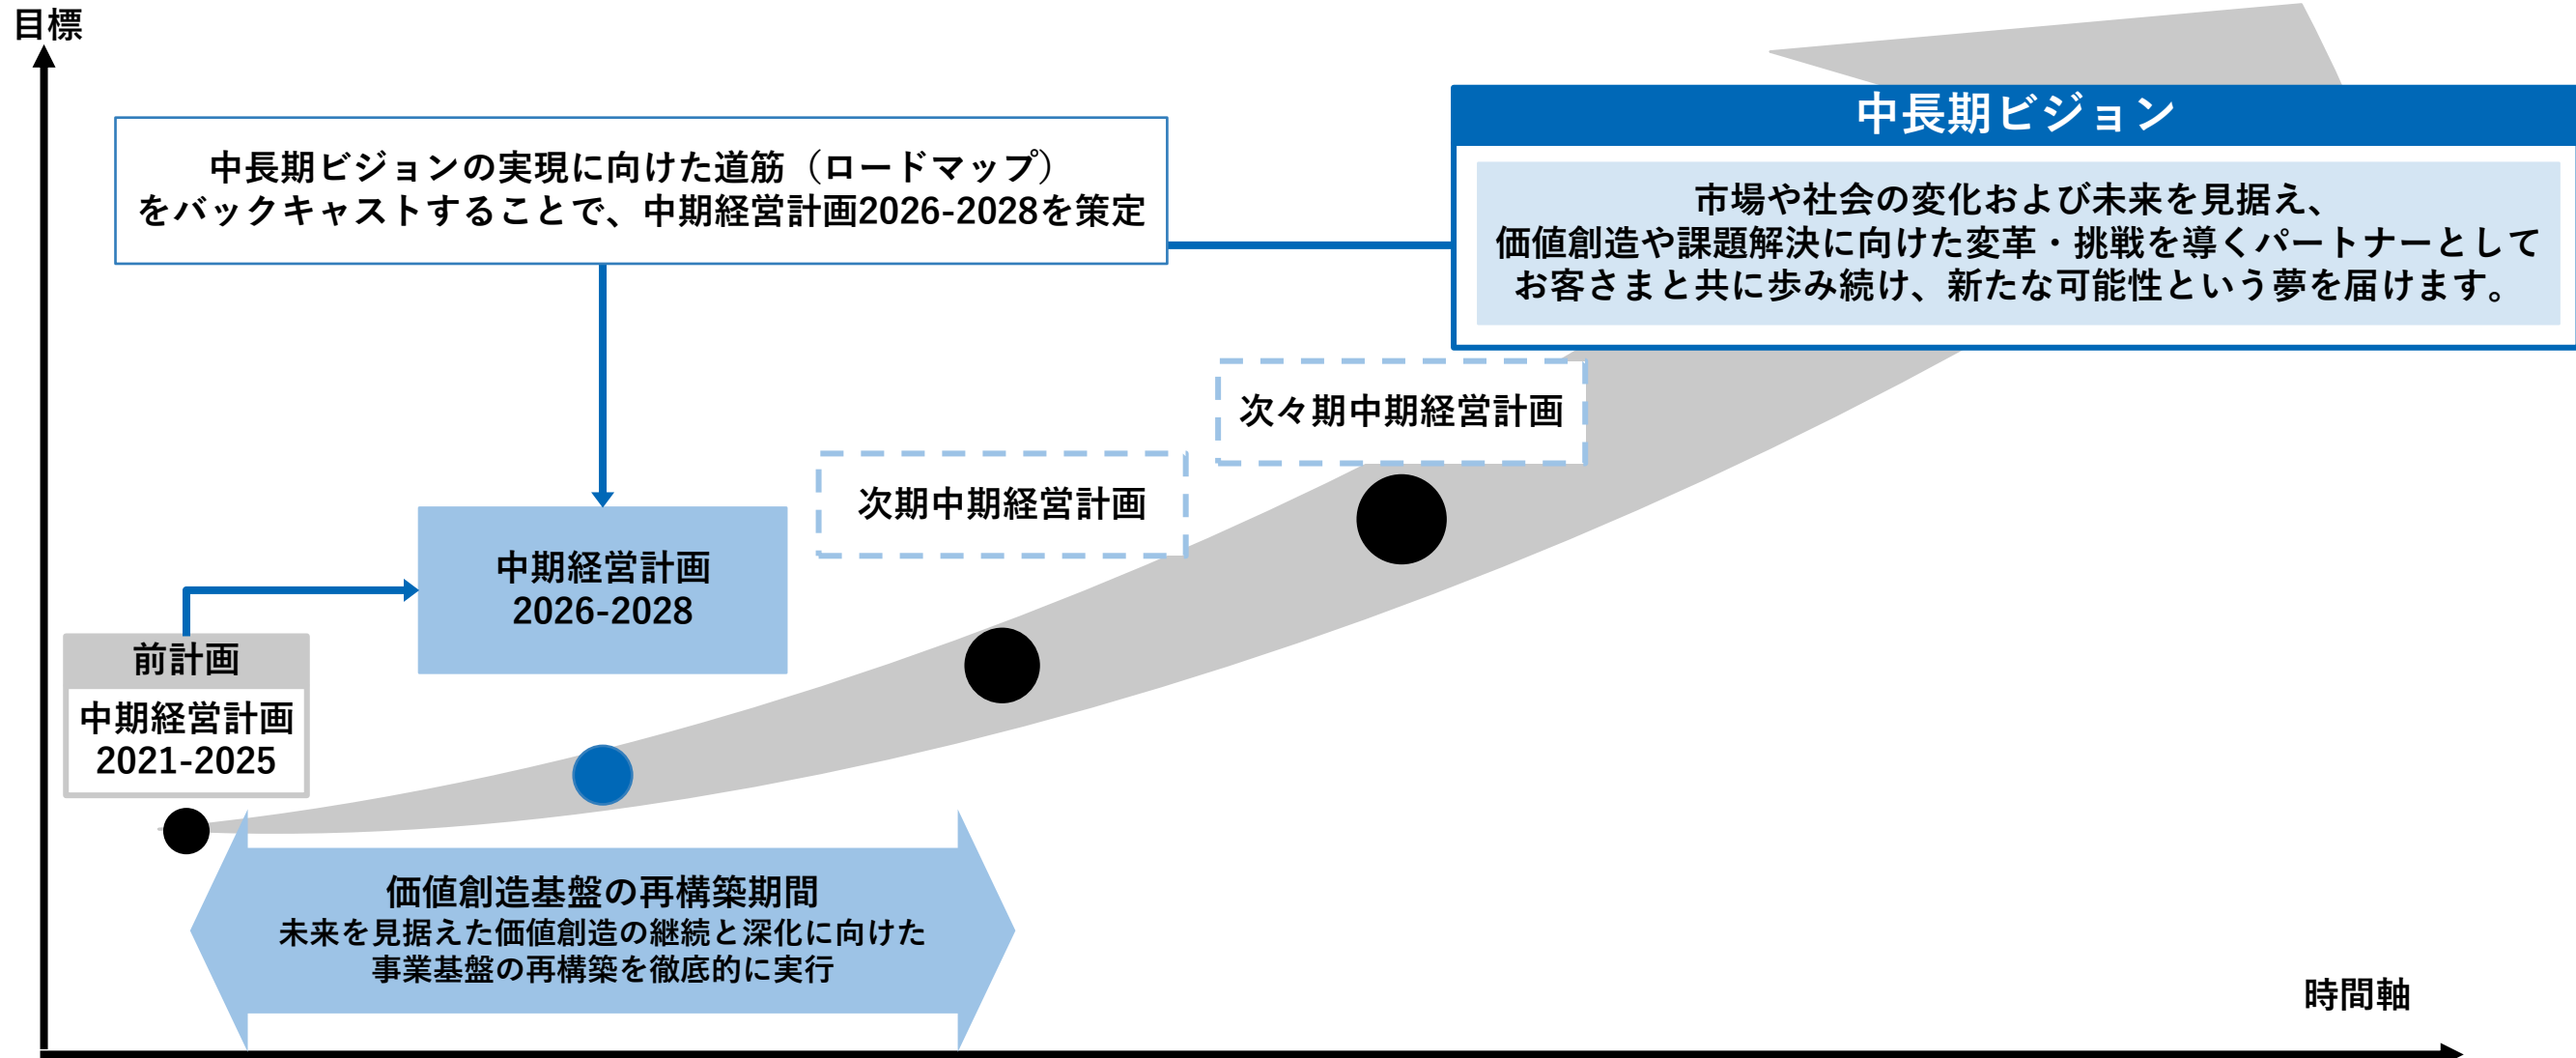 目標
中長期ビジョン
中長期ビジョンの実現に向けた道筋（ロードマップ）
をバックキャストすることで、中期経営計画2026-2028を策定
市場や社会の変化および未来を見据え、
価値創造や課題解決に向けた変革・挑戦を導くパートナーとして
お客さまと共に歩み続け、新たな可能性という夢を届けます。
次々期中期経営計画
次期中期経営計画
中期経営計画
2026-2028
前計画
中期経営計画
2021-2025
価値創造基盤の再構築期間
未来を見据えた価値創造の継続と深化に向けた
事業基盤の再構築を徹底的に実行
時間軸